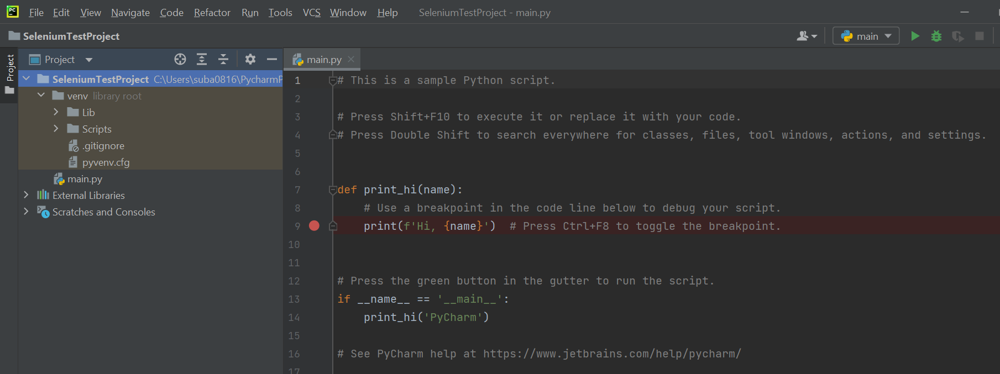 PC File Edit View Navigate Code Refactor Run Tools VCS Window Help SeleniumTestProject - main.py
SeleniumTestProject main
Project
Project main.py
SeleniumTestProject C:\Users\suba0816\PycharmP
venv library root
Lib
Scripts
.gitignore
pyvenv.cfg
main.py
External Libraries
Scratches and Consoles
1 # This is a sample Python script.
2
3 # Press Shift+F10 to execute it or replace it with your code.
4 # Press Double Shift to search everywhere for classes, files, tool windows, actions, and settings.
5
6
7 def print_hi(name):
8     # Use a breakpoint in the code line below to debug your script.
9     print(f'Hi, {name}')  # Press Ctrl+F8 to toggle the breakpoint.
10
11
12 # Press the green button in the gutter to run the script.
13 if __name__ == '__main__':
14     print_hi('PyCharm')
15
16 # See PyCharm help at https://www.jetbrains.com/help/pycharm/
17